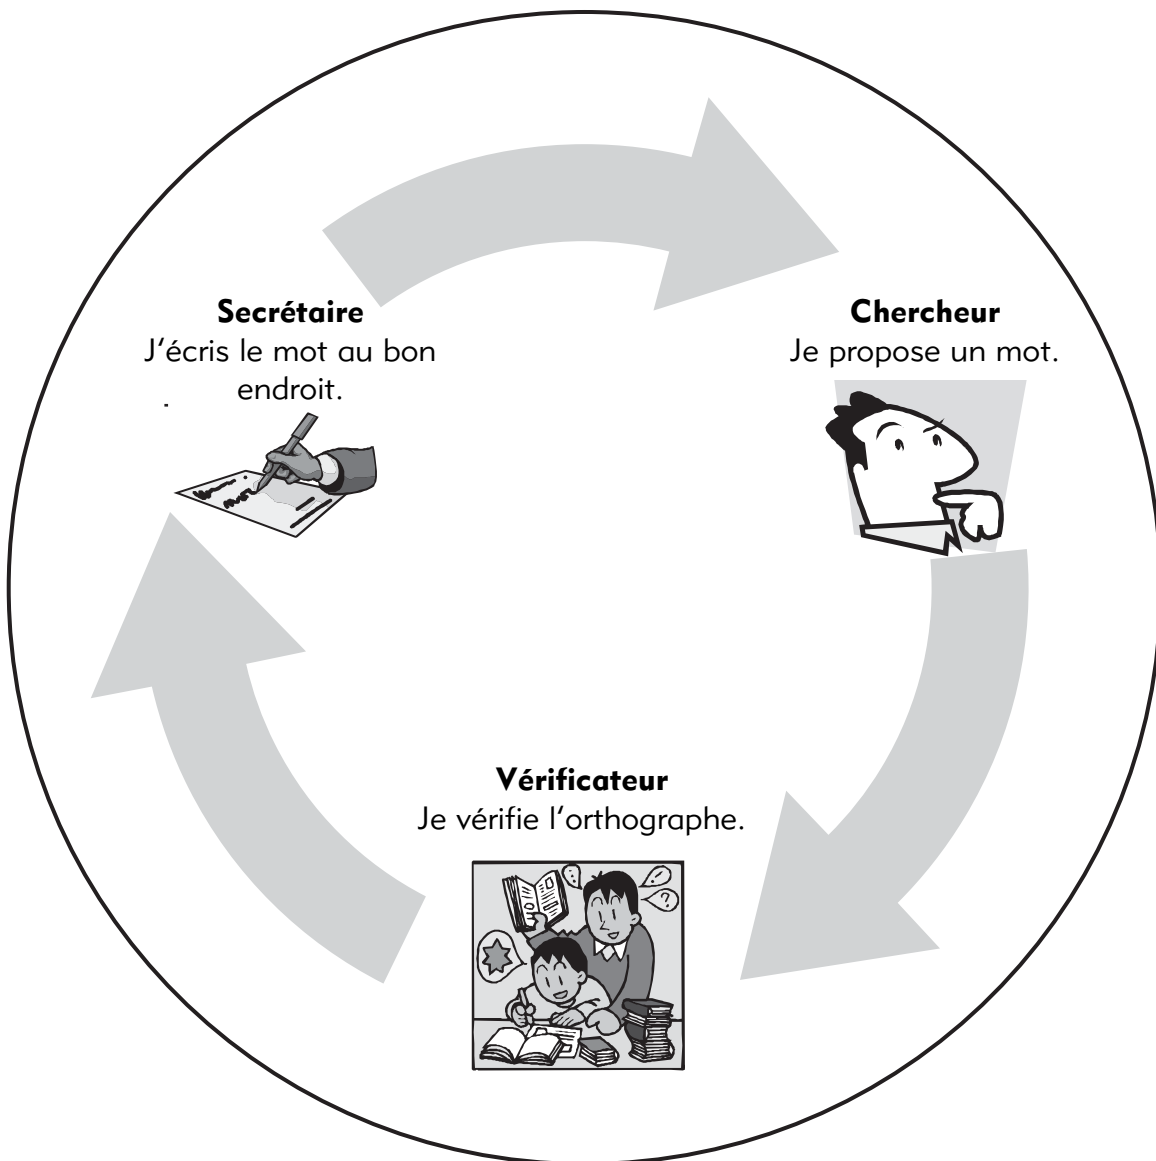 Secrétaire
J'écris le mot au bon
endroit.
Chercheur
Je propose un mot.
Vérificateur
Je vérifie l'orthographe.